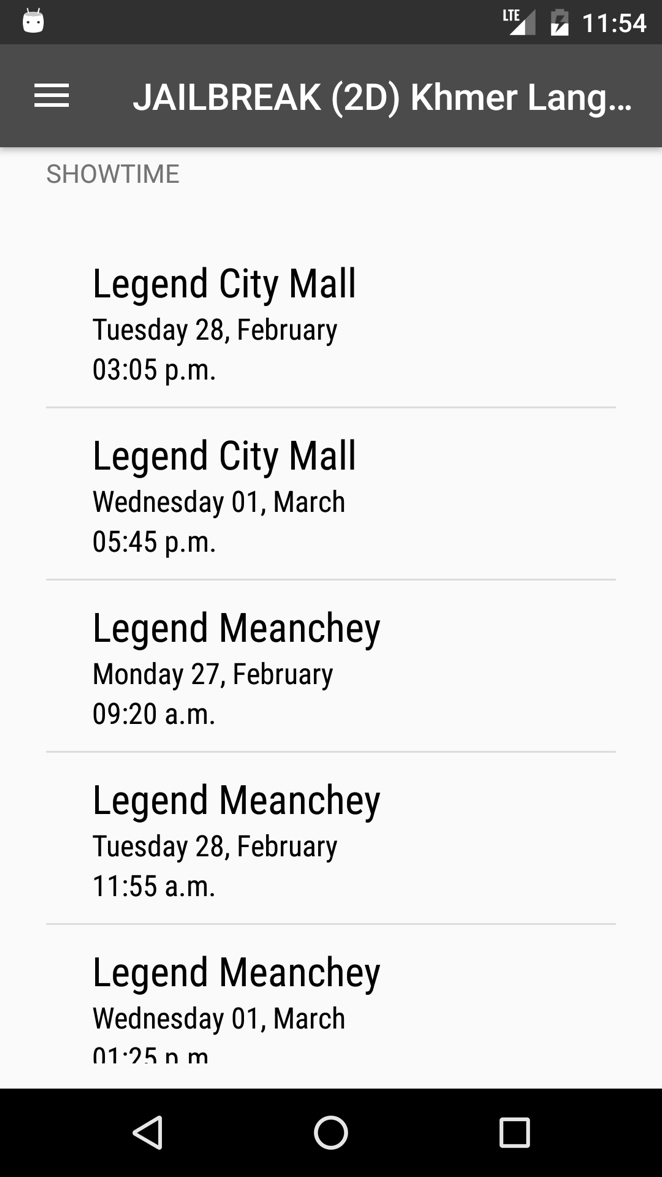 LTE 11:54
JAILBREAK (2D) Khmer Lang...
SHOWTIME
Legend City Mall
Tuesday 28, February
03:05 p.m.
Legend City Mall
Wednesday 01, March
05:45 p.m.
Legend Meanchey
Monday 27, February
09:20 a.m.
Legend Meanchey
Tuesday 28, February
11:55 a.m.
Legend Meanchey
Wednesday 01, March
01:25 p.m.